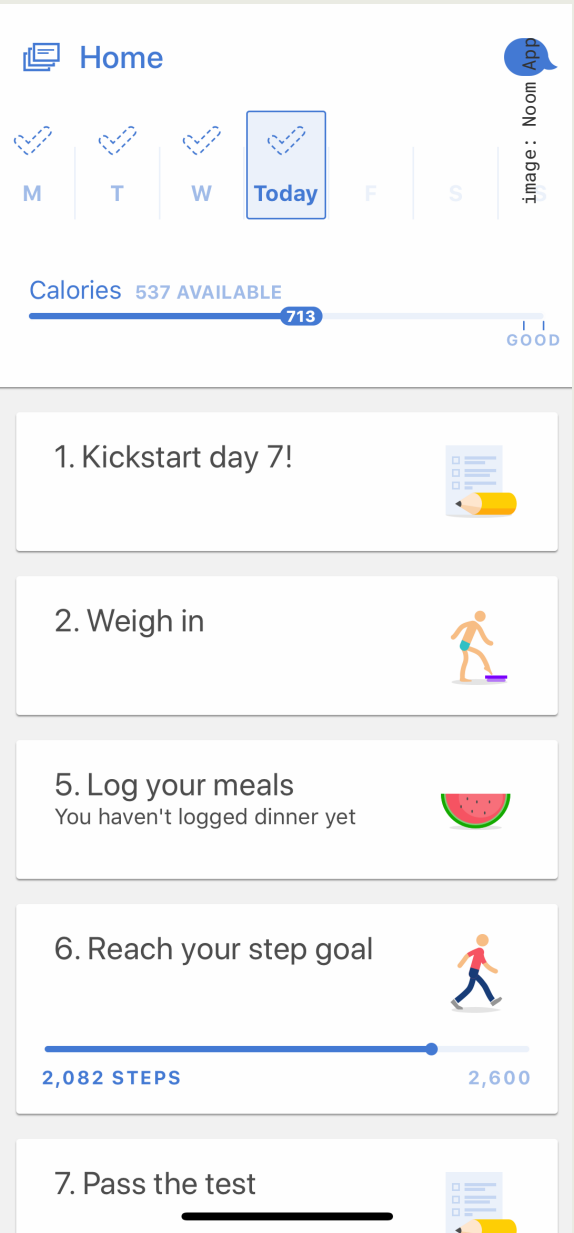 Home
image: Noom App
M T W Today F S S
Calories 537 AVAILABLE
713
GOOD
1. Kickstart day 7!
2. Weigh in
5. Log your meals
You haven't logged dinner yet
6. Reach your step goal
2,082 STEPS 2,600
7. Pass the test